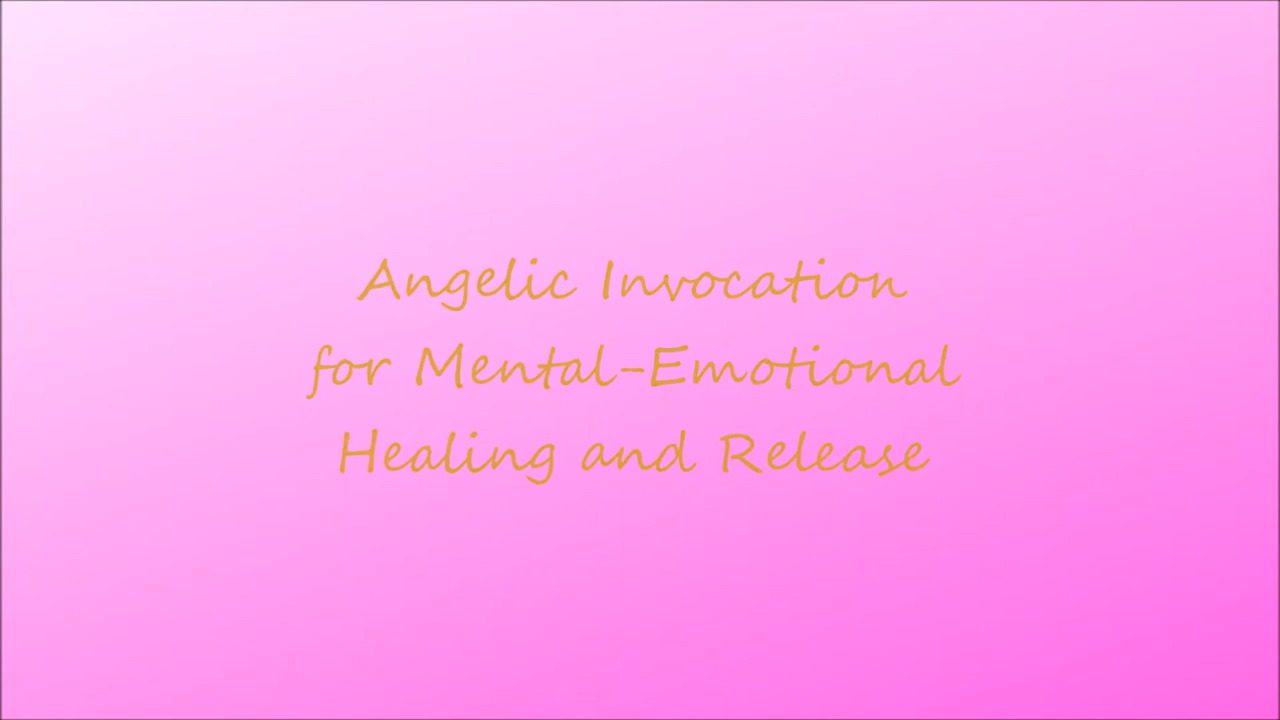 Angelic Invocation
for Mental-Emotional
Healing and Release